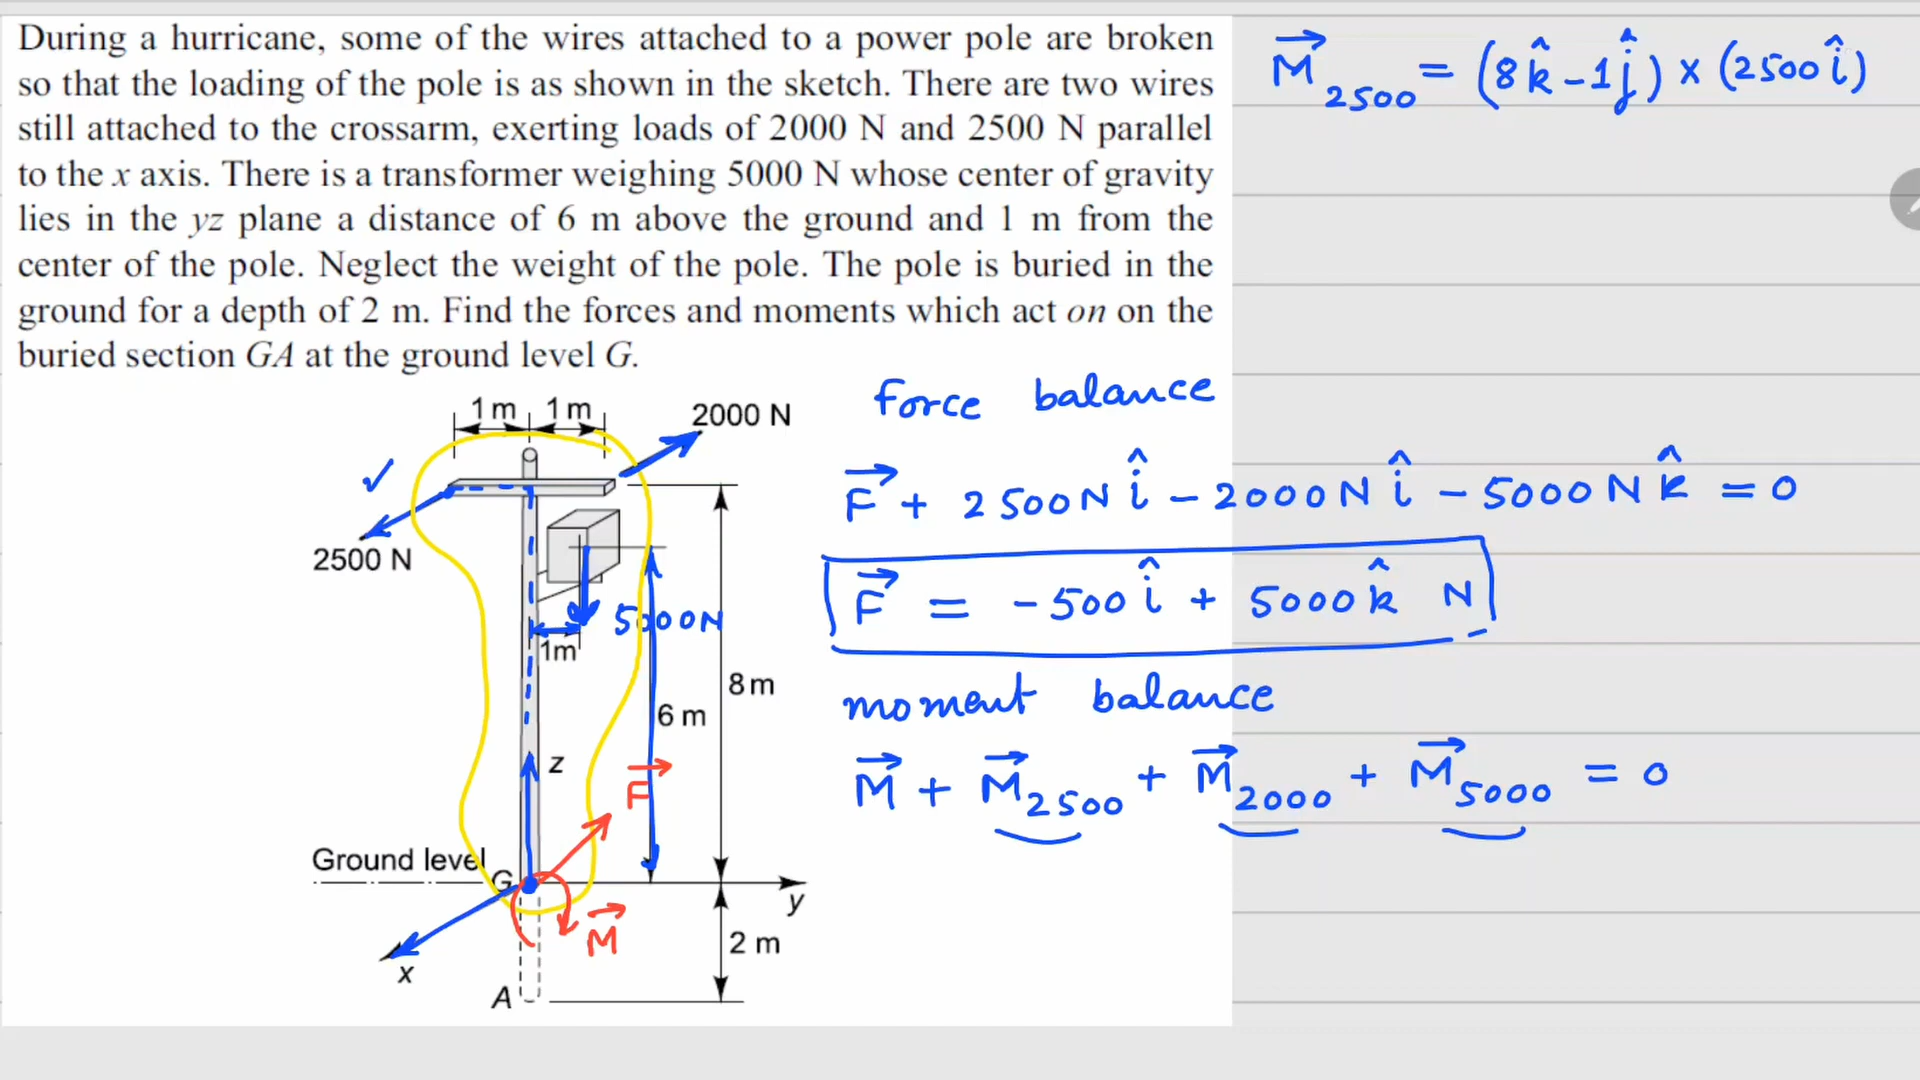 During a hurricane, some of the wires attached to a power pole are broken
so that the loading of the pole is as shown in the sketch. There are two wires
still attached to the crossarm, exerting loads of 2000 N and 2500 N parallel
to the x axis. There is a transformer weighing 5000 N whose center of gravity
lies in the yz plane a distance of 6 m above the ground and 1 m from the
center of the pole. Neglect the weight of the pole. The pole is buried in the
ground for a depth of 2 m. Find the forces and moments which act on on the
buried section GA at the ground level G.
1 m 1 m
2000 N
2500 N
5000N
1m
8 m
6 m
z
F⃗
Ground level
G
y
M⃗
2 m
x
A
force balance
F⃗ + 2500N î − 2000N î − 5000N k̂ = 0
F⃗ = −500 î + 5000 k̂ N
moment balance
M⃗ + M⃗2500 + M⃗2000 + M⃗5000 = 0
M⃗2500 = (8k̂ − 1ĵ) × (2500 î)